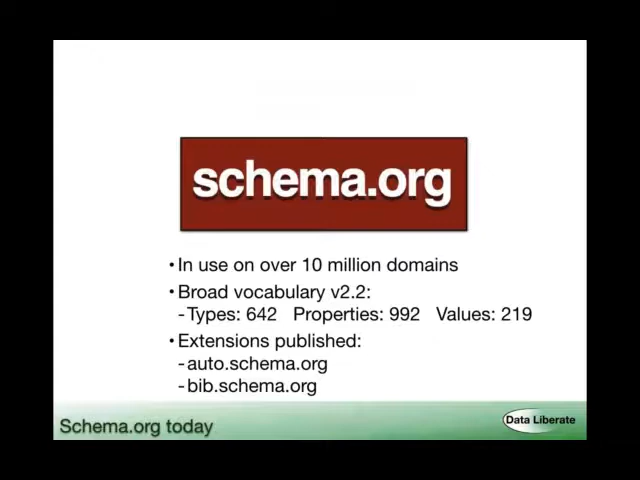 schema.org
•In use on over 10 million domains
•Broad vocabulary v2.2:
-Types: 642 Properties: 992 Values: 219
•Extensions published:
-auto.schema.org
-bib.schema.org
Schema.org today
Data Liberate